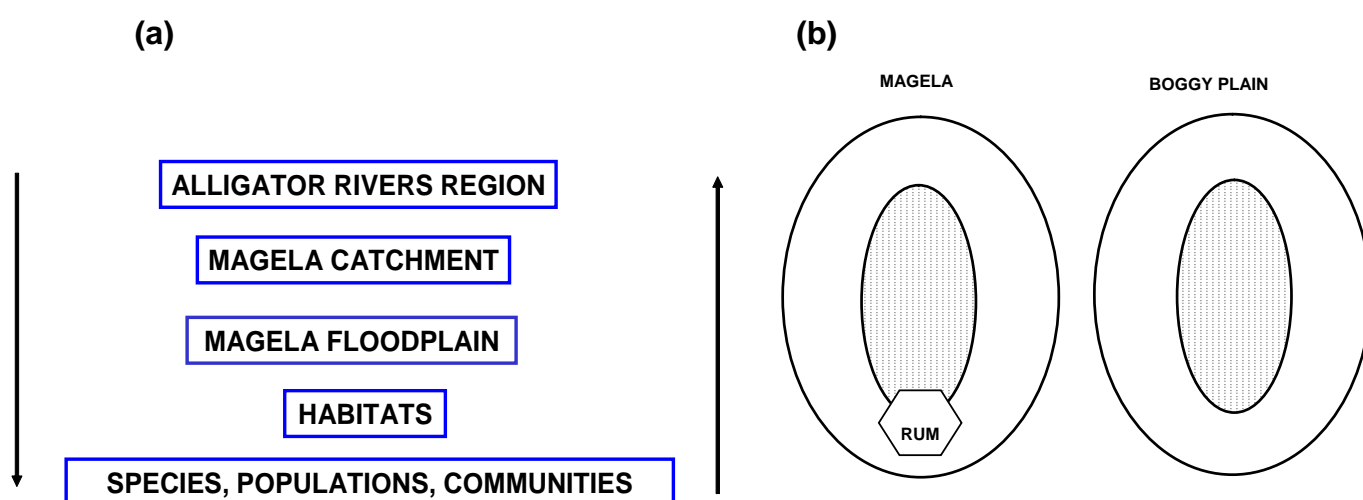 (a)
ALLIGATOR RIVERS REGION
MAGELA CATCHMENT
MAGELA FLOODPLAIN
HABITATS
SPECIES, POPULATIONS, COMMUNITIES
(b)
MAGELA
BOGGY PLAIN
RUM